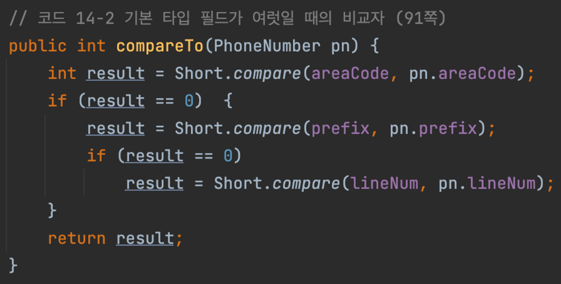 // 코드 14-2 기본 타입 필드가 여럿일 때의 비교자 (91쪽)
public int compareTo(PhoneNumber pn) {
    int result = Short.compare(areaCode, pn.areaCode);
    if (result == 0)  {
        result = Short.compare(prefix, pn.prefix);
        if (result == 0)
            result = Short.compare(lineNum, pn.lineNum);
    }
    return result;
}